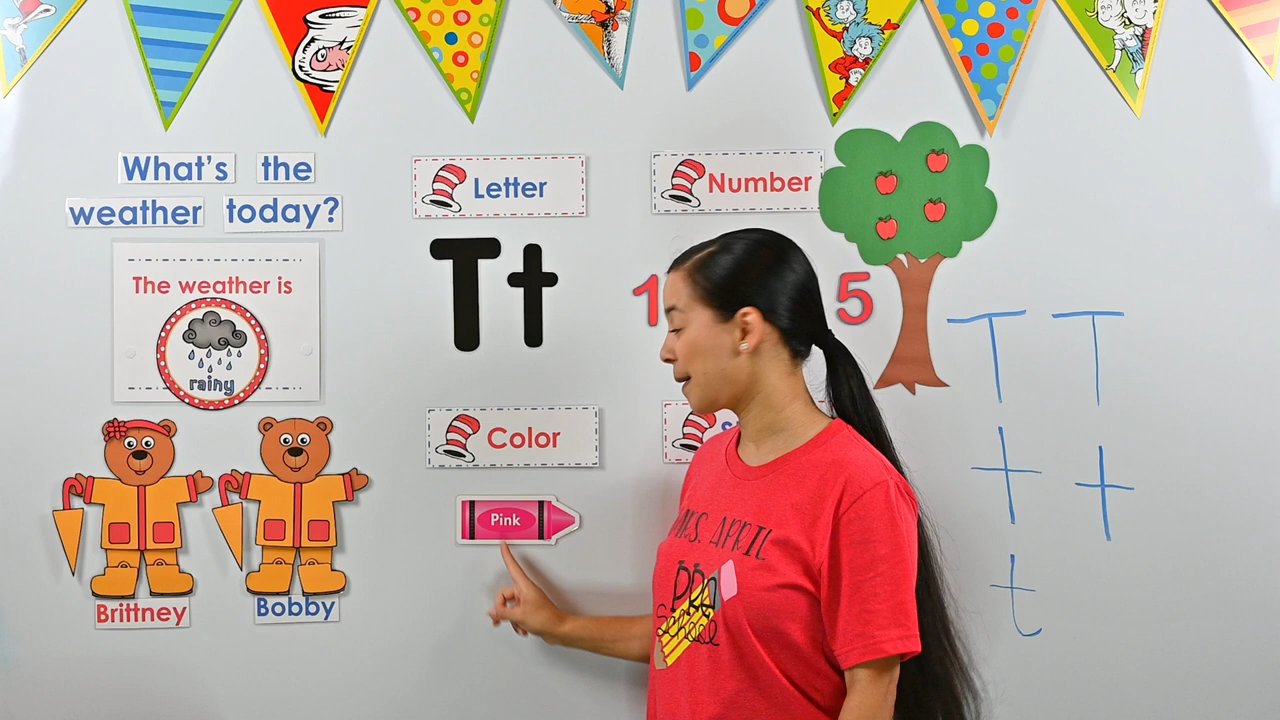 What's the
weather today?
The weather is
rainy
Brittney
Bobby
Letter
Tt
Color
Pink
Number
1
5
MRS. APRIL
PRE
School
T T
t t
t